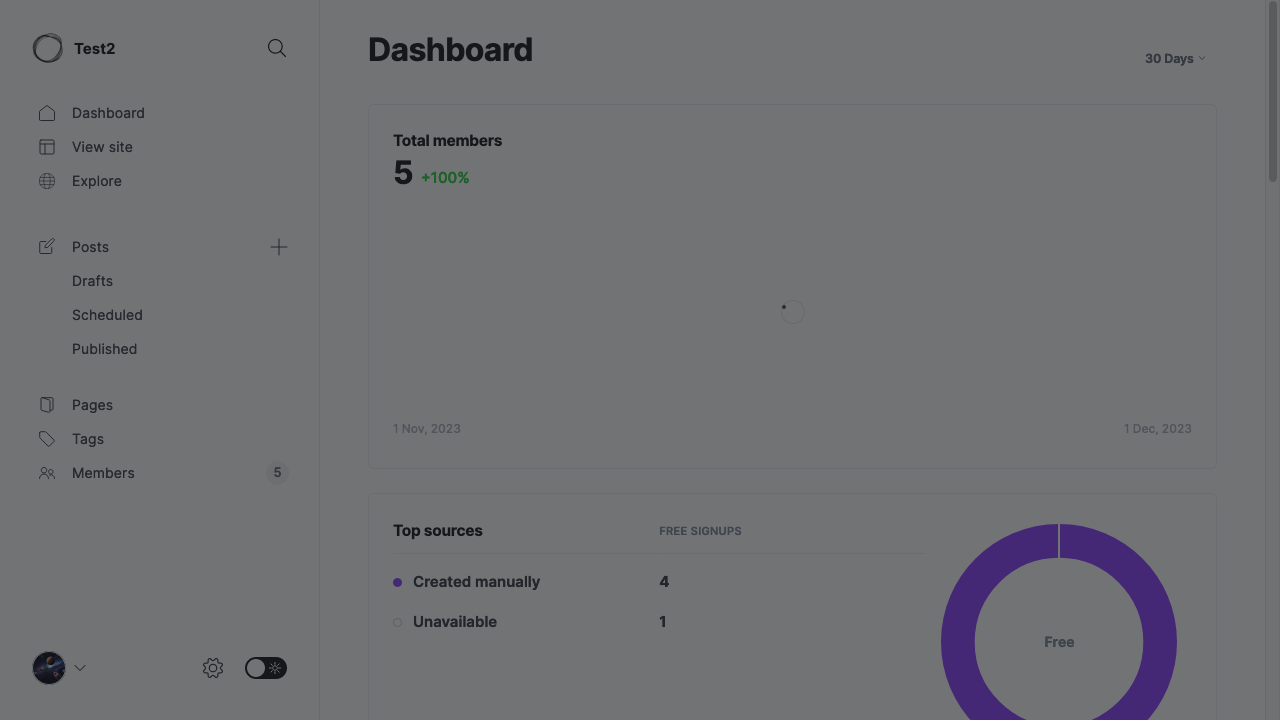 Test2
Dashboard
View site
Explore
Posts
Drafts
Scheduled
Published
Pages
Tags
Members 5
Dashboard
30 Days
Total members
5 +100%
1 Nov, 2023 1 Dec, 2023
Top sources FREE SIGNUPS
Created manually 4
Unavailable 1
Free